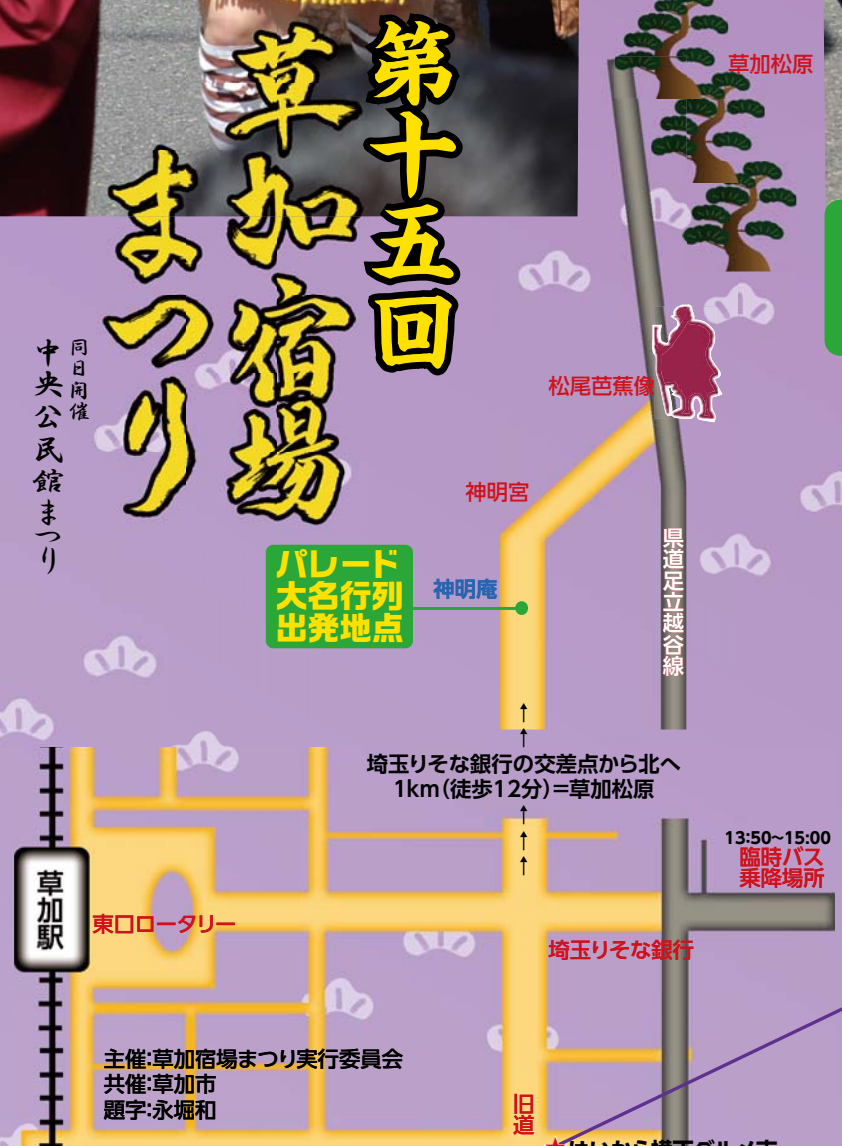 第十五回
草加宿場
まつり
同日開催
中央公民館まつり
草加松原
松尾芭蕉像
神明宮
パレード
大名行列
出発地点
神明庵
県道足立越谷線
埼玉りそな銀行の交差点から北へ
1km(徒歩12分)=草加松原
13:50~15:00
臨時バス
乗降場所
草加駅
東口ロータリー
埼玉りそな銀行
主催:草加宿場まつり実行委員会
共催:草加市
題字:永堀和
旧道